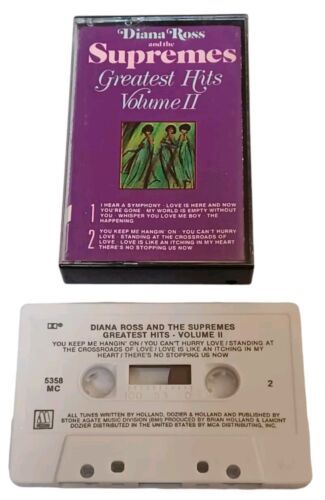 Diana Ross
and the
Supremes
Greatest Hits
Volume II
1 I HEAR A SYMPHONY · LOVE IS HERE AND NOW
YOU'RE GONE · MY WORLD IS EMPTY WITHOUT
YOU · WHISPER YOU LOVE ME BOY · THE
HAPPENING
2 YOU KEEP ME HANGIN' ON · YOU CAN'T HURRY
LOVE · STANDING AT THE CROSSROADS OF
LOVE · LOVE IS LIKE AN ITCHING IN MY HEART
THERE'S NO STOPPING US NOW
DIANA ROSS AND THE SUPREMES
GREATEST HITS - VOLUME II
YOU KEEP ME HANGIN' ON / YOU CAN'T HURRY LOVE / STANDING
AT THE CROSSROADS OF LOVE / LOVE IS LIKE AN ITCHING IN MY
HEART / THERE'S NO STOPPING US NOW
5358
MC
2
100
M
ALL TUNES WRITTEN BY HOLLAND, DOZIER & HOLLAND AND PUBLISHED BY
STONE AGATE MUSIC DIVISION (BMI) PRODUCED BY BRIAN HOLLAND & LAMONT
DOZIER DISTRIBUTED IN THE UNITED STATES BY MCA DISTRIBUTING, INC.